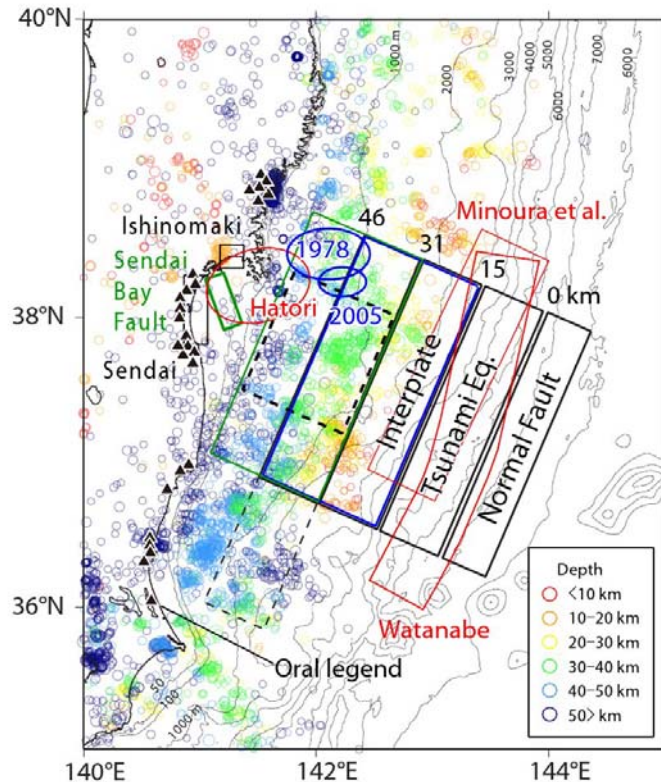 40°N
38°N
36°N
140°E
142°E
144°E
1000 m
2000
3000
4000
5000
6000
7000
6000
Minoura et al.
Ishinomaki
46
1978
31
Sendai
Bay
Fault
15
Hatori
0 km
2005
Sendai
Interplate
Tsunami Eq.
Normal Fault
Watanabe
Oral legend
50
100
1000 m
Depth
<10 km
10–20 km
20–30 km
30–40 km
40–50 km
50> km